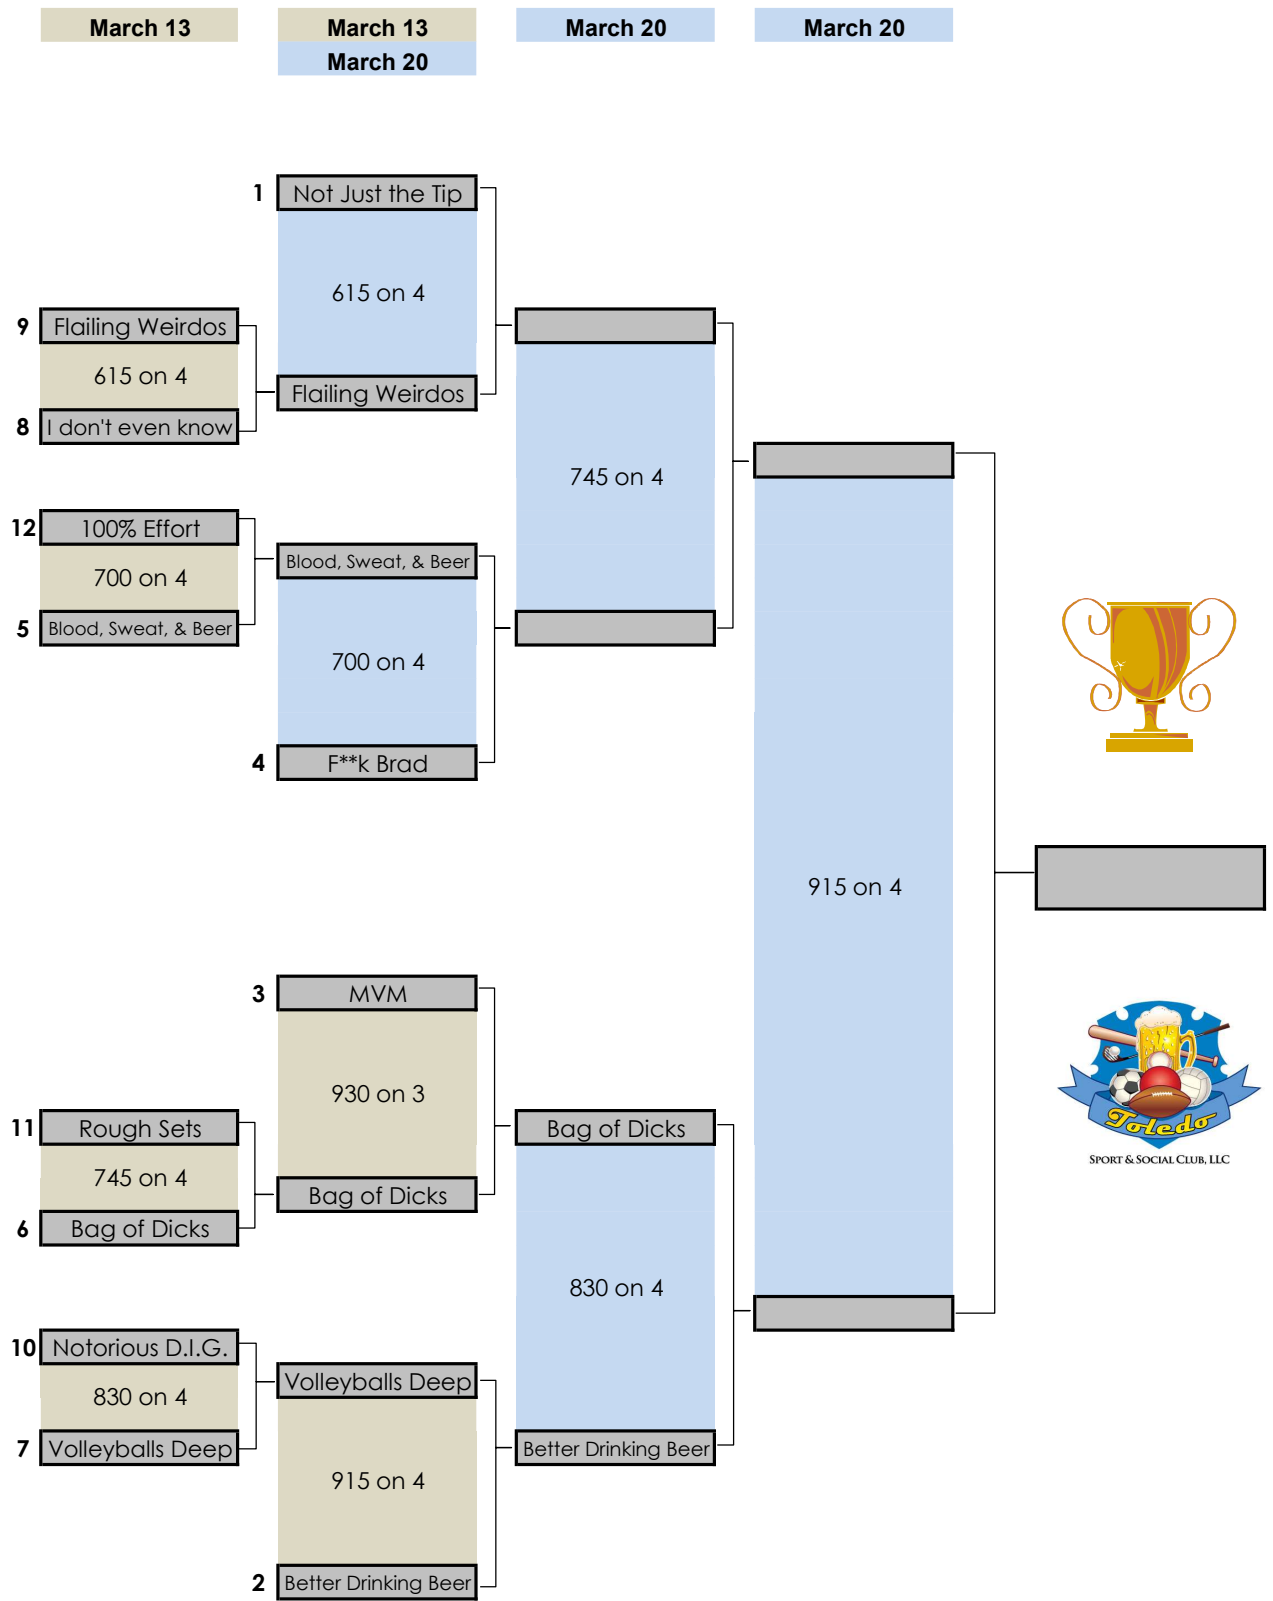 March 13
March 13
March 20
March 20
March 20
1 Not Just the Tip
615 on 4
9 Flailing Weirdos
615 on 4
Flailing Weirdos
8 I don't even know
745 on 4
12 100% Effort
Blood, Sweat, & Beer
700 on 4
5 Blood, Sweat, & Beer
700 on 4
4 F**k Brad
915 on 4
3 MVM
930 on 3
11 Rough Sets
Bag of Dicks
745 on 4
Bag of Dicks
6 Bag of Dicks
Toledo
SPORT & SOCIAL CLUB, LLC
830 on 4
10 Notorious D.I.G.
Volleyballs Deep
830 on 4
7 Volleyballs Deep
Better Drinking Beer
915 on 4
2 Better Drinking Beer